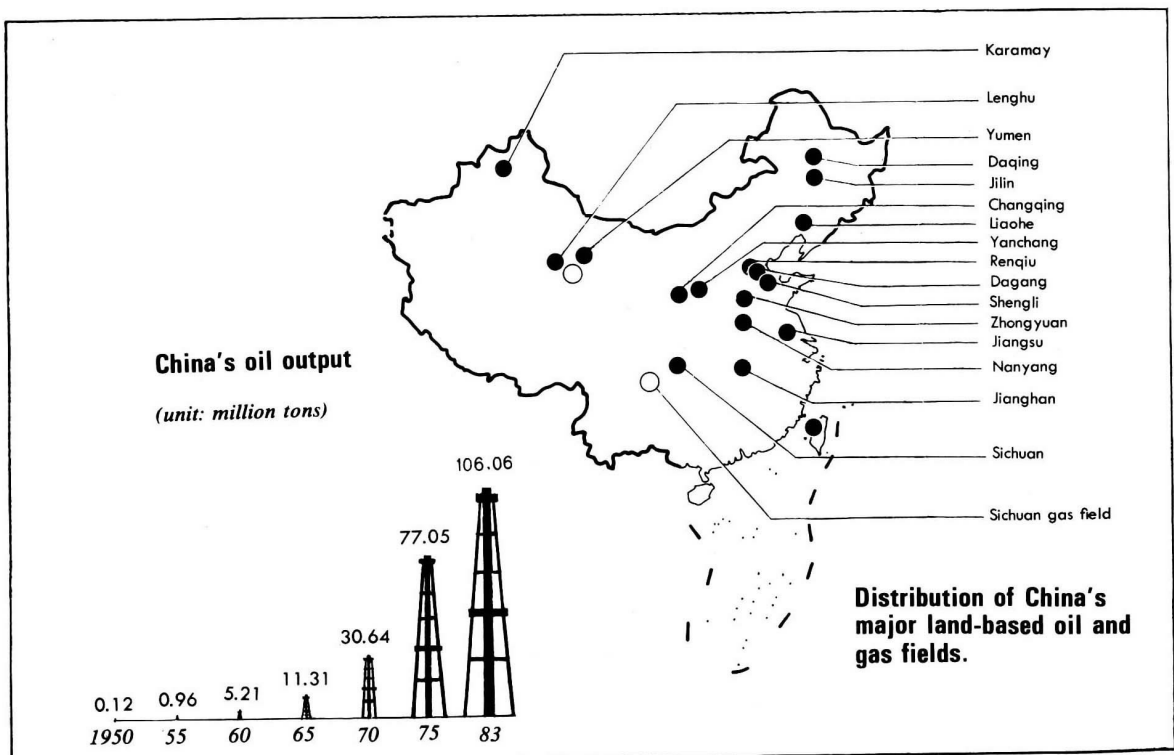 Karamay
Lenghu
Yumen
Daqing
Jilin
Changqing
Liaohe
Yanchang
Renqiu
Dagang
Shengli
Zhongyuan
Jiangsu
Nanyang
Jianghan
Sichuan
Sichuan gas field
China's oil output
(unit: million tons)
0.12 0.96 5.21 11.31 30.64 77.05 106.06
1950 55 60 65 70 75 83
Distribution of China's
major land-based oil and
gas fields.